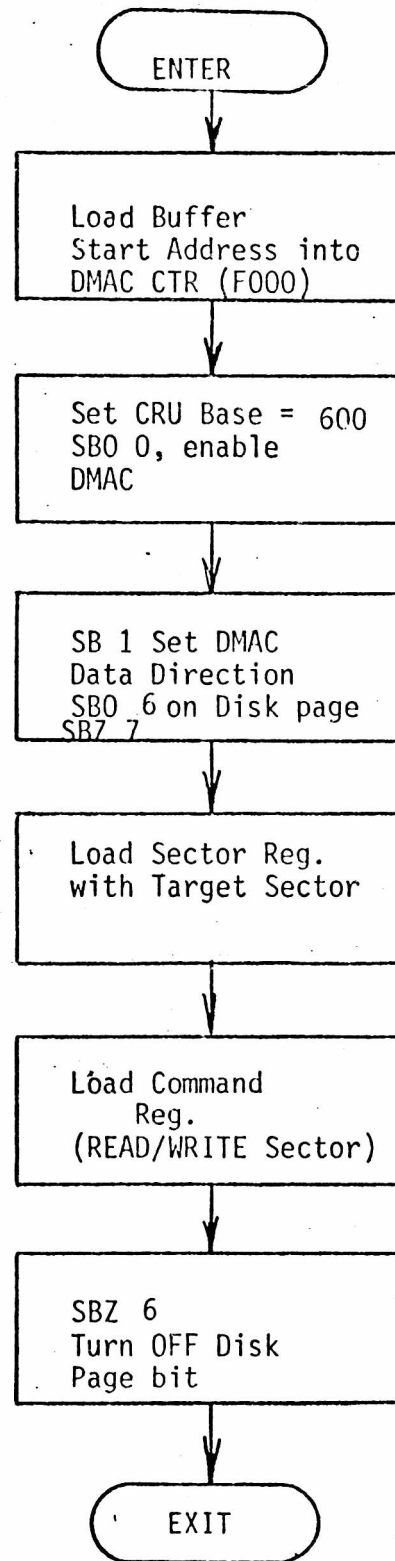 ENTER
Load Buffer
Start Address into
DMAC CTR (F000)
Set CRU Base = 600
SBO 0, enable
DMAC
SB 1 Set DMAC
Data Direction
SBO 6 on Disk page
SBZ 7
Load Sector Reg.
with Target Sector
Load Command
Reg.
(READ/WRITE Sector)
SBZ 6
Turn OFF Disk
Page bit
EXIT